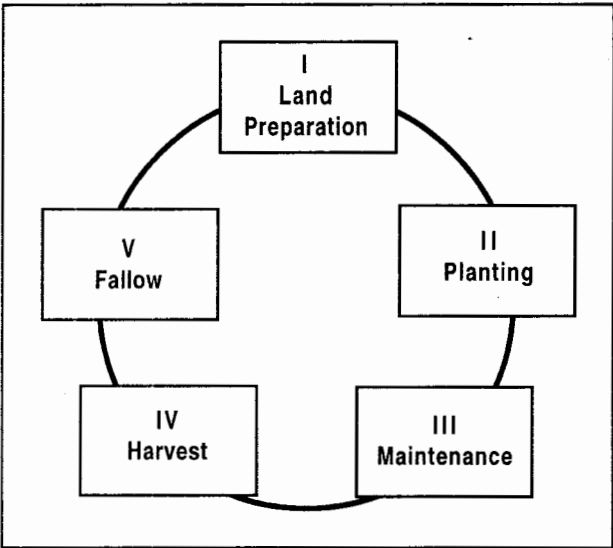 I
Land
Preparation
II
Planting
III
Maintenance
IV
Harvest
V
Fallow